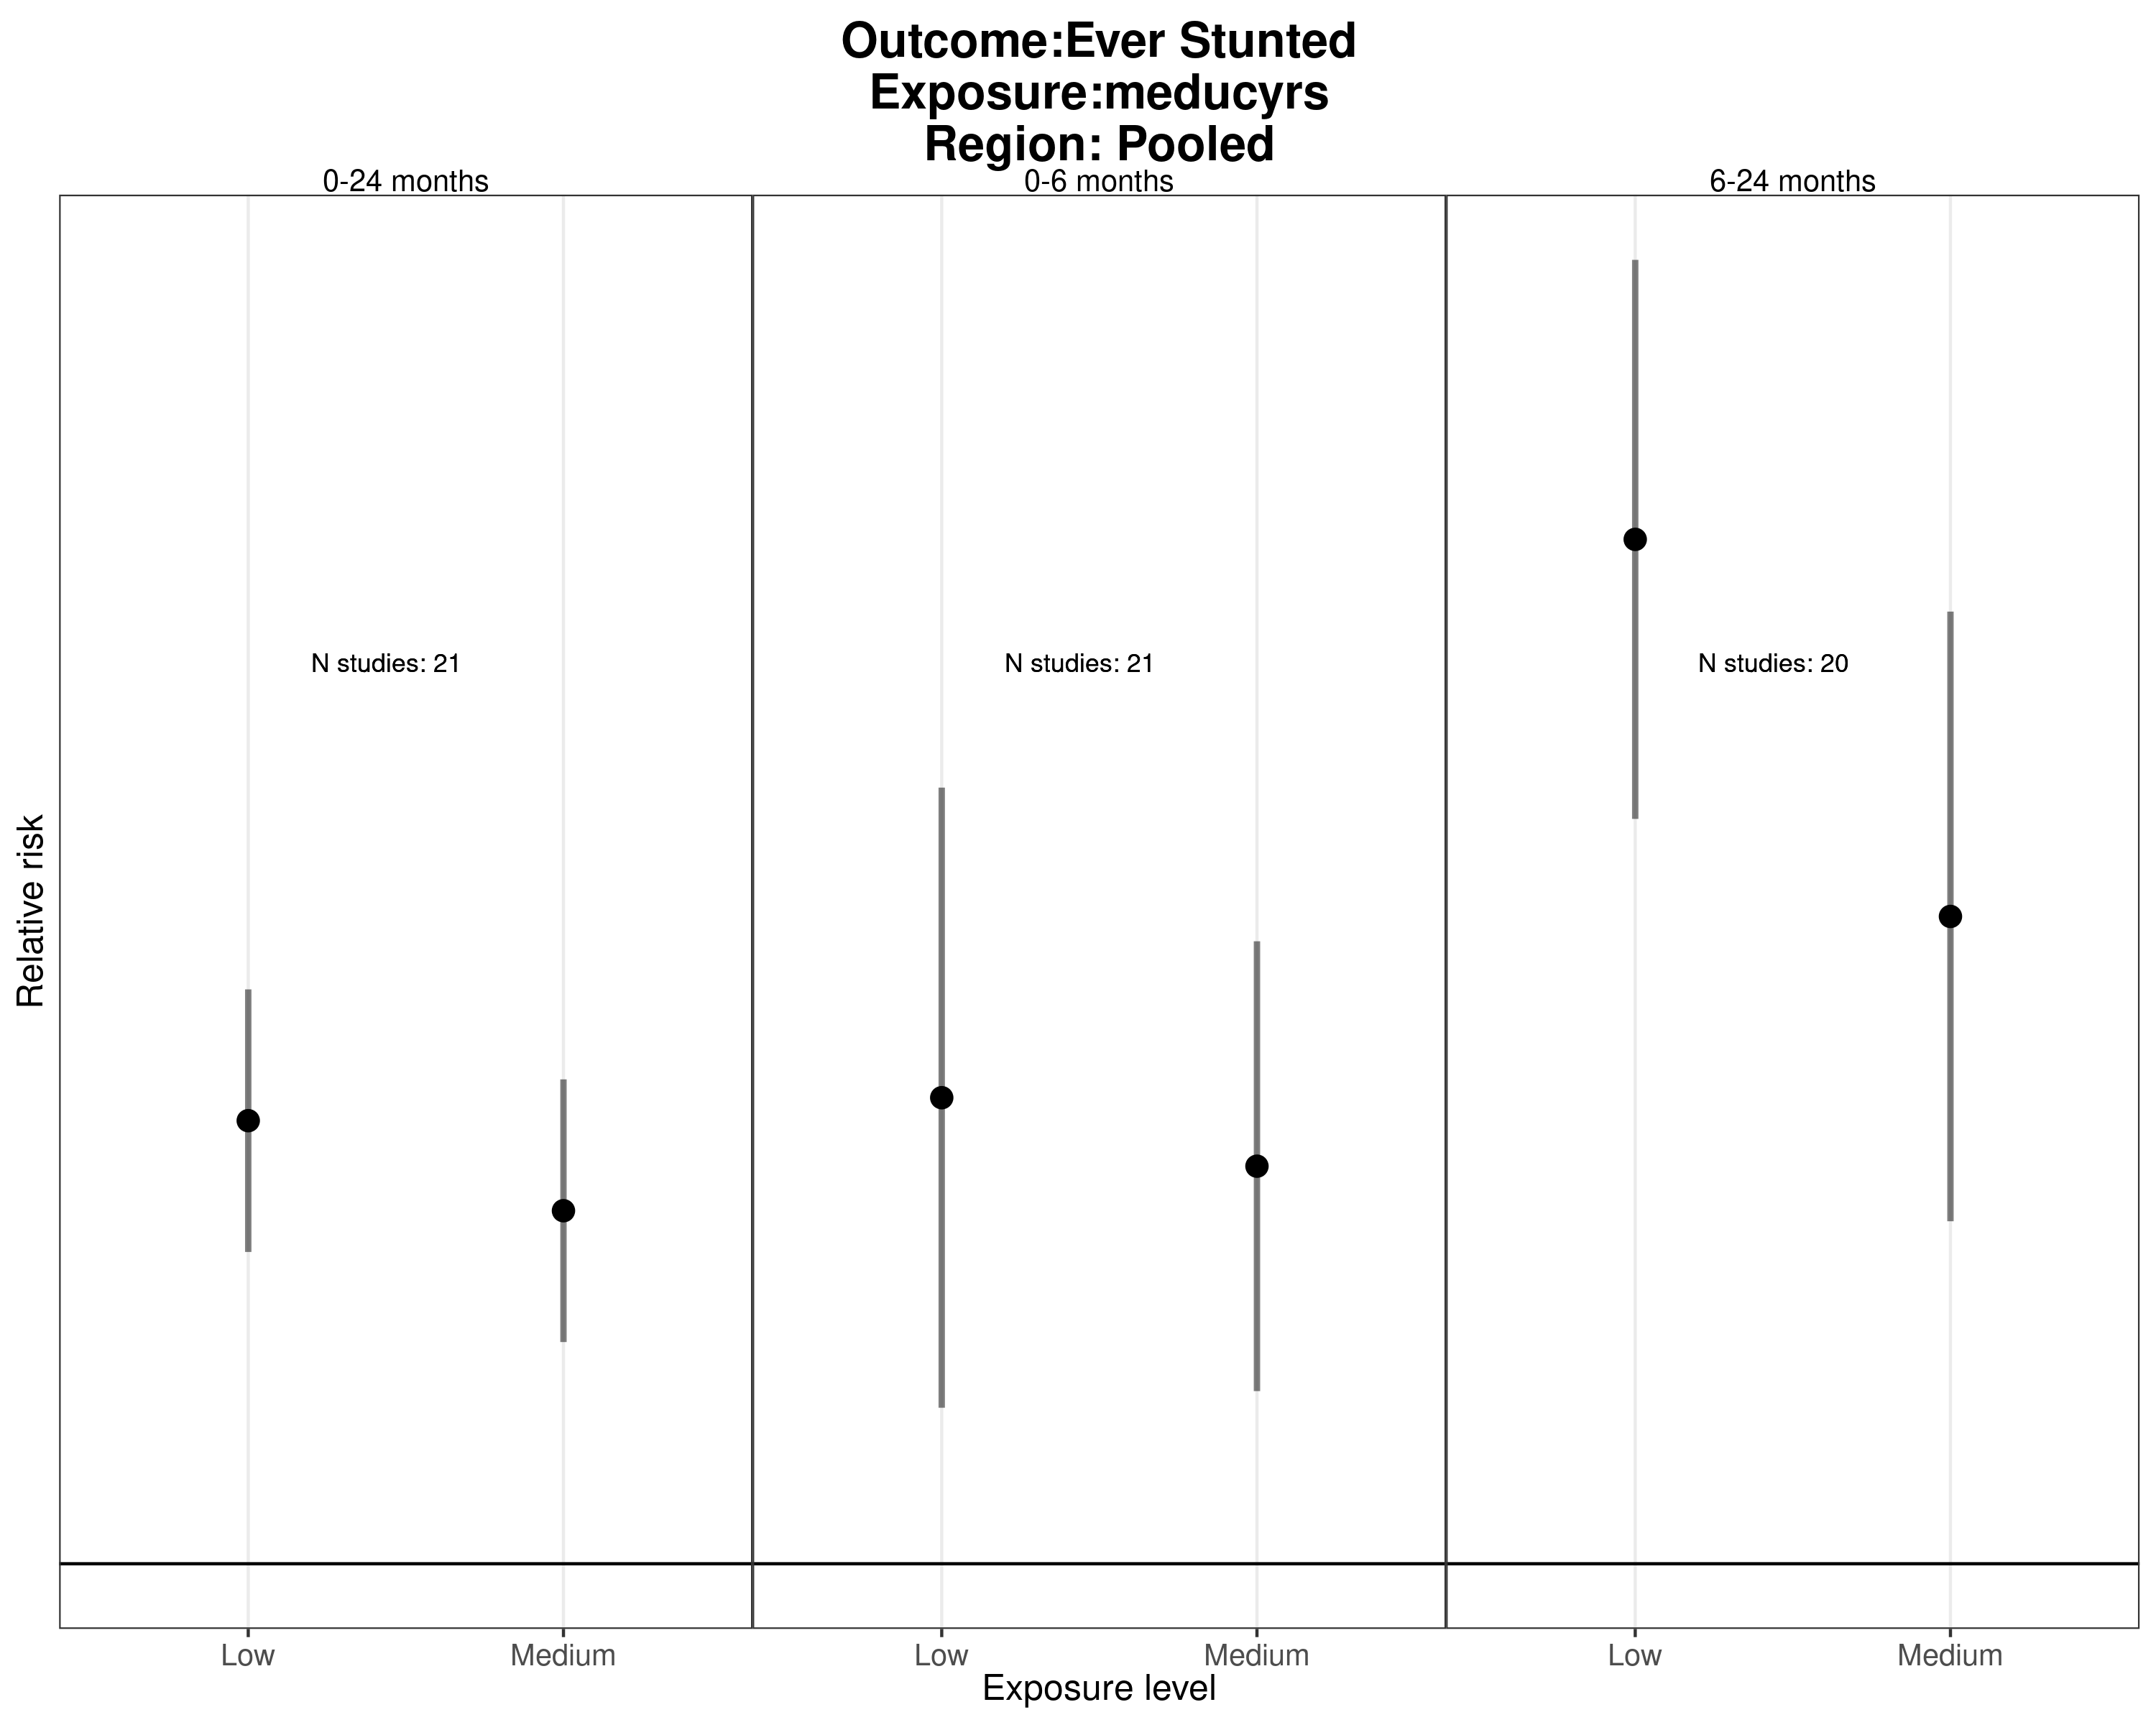 Outcome:Ever Stunted
Exposure:meducyrs
Region: Pooled
0-24 months
0-6 months
6-24 months
N studies: 21
N studies: 21
N studies: 20
Relative risk
Low
Medium
Low
Medium
Low
Medium
Exposure level